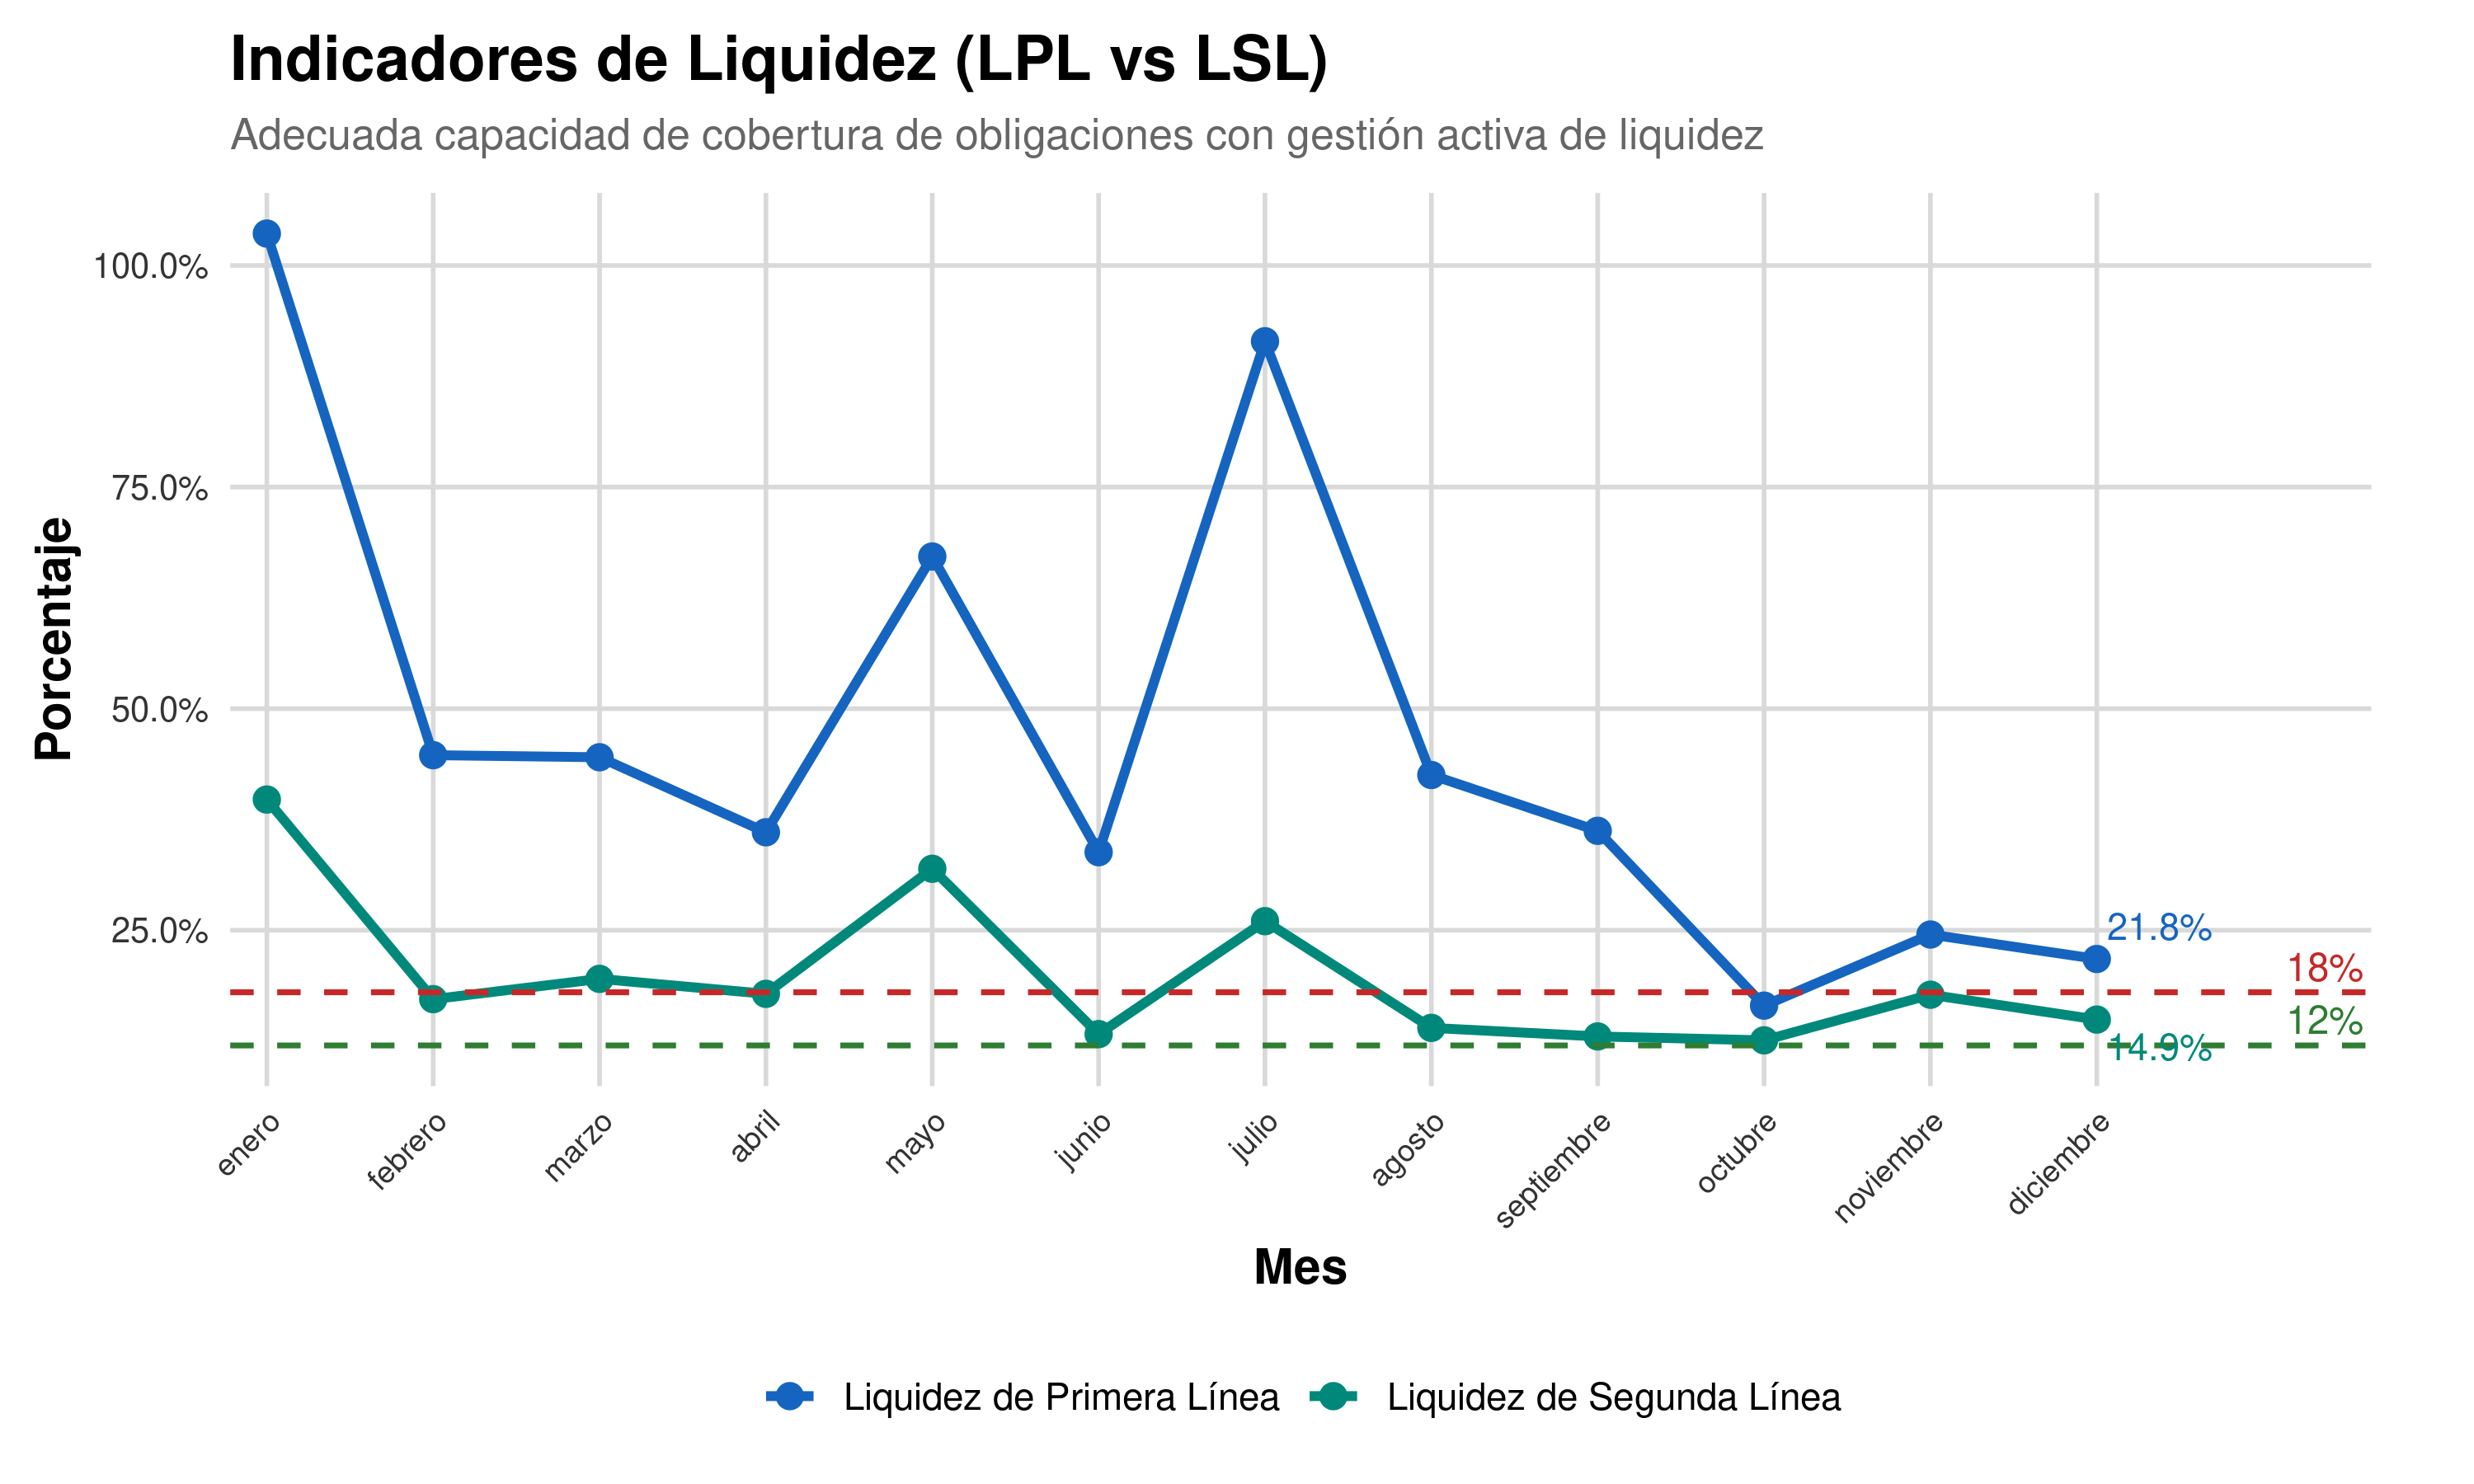 Indicadores de Liquidez (LPL vs LSL)
Adecuada capacidad de cobertura de obligaciones con gestión activa de liquidez
Porcentaje
100.0%
75.0%
50.0%
25.0%
21.8%
18%
12%
14.9%
enero
febrero
marzo
abril
mayo
junio
julio
agosto
septiembre
octubre
noviembre
diciembre
Mes
Liquidez de Primera Línea
Liquidez de Segunda Línea